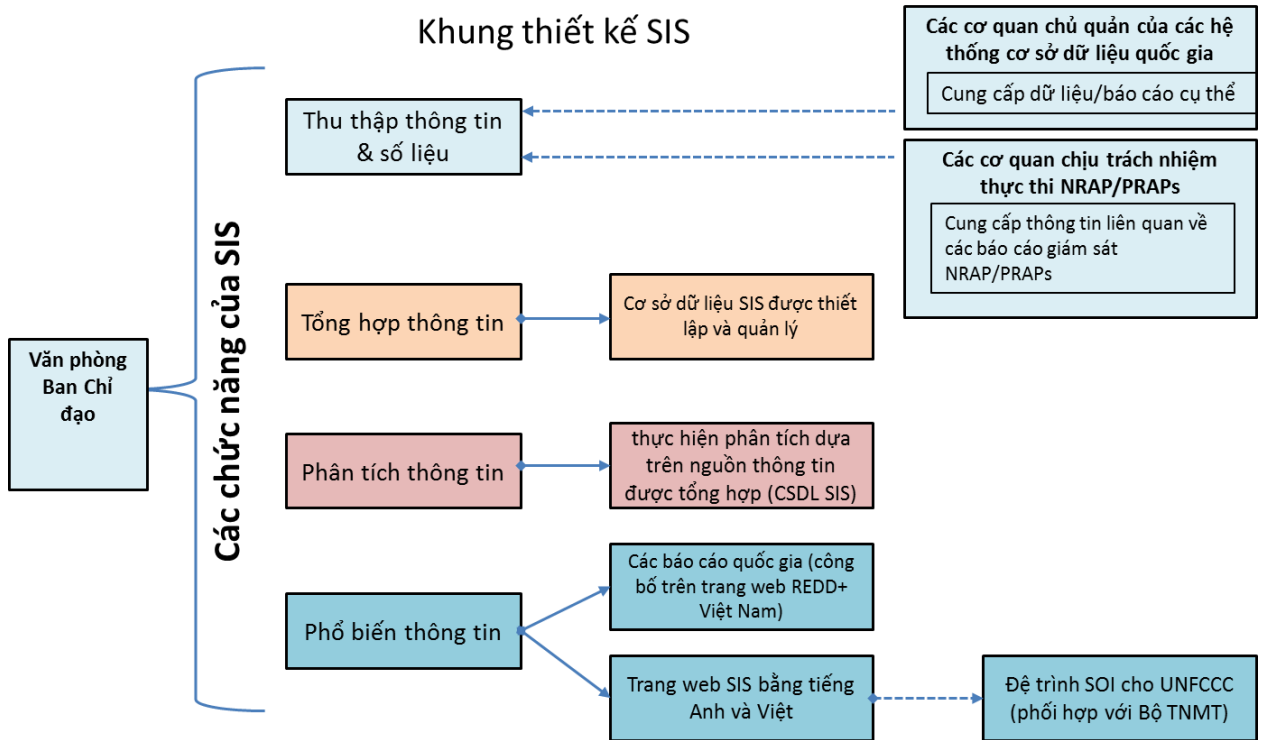 Khung thiết kế SIS
Văn phòng
Ban Chỉ
đạo
Các chức năng của SIS
Thu thập thông tin
& số liệu
Các cơ quan chủ quản của các hệ
thống cơ sở dữ liệu quốc gia
Cung cấp dữ liệu/báo cáo cụ thể
Các cơ quan chịu trách nhiệm
thực thi NRAP/PRAPs
Cung cấp thông tin liên quan về
các báo cáo giám sát
NRAP/PRAPs
Tổng hợp thông tin
Cơ sở dữ liệu SIS được thiết
lập và quản lý
Phân tích thông tin
thực hiện phân tích dựa
trên nguồn thông tin
được tổng hợp (CSDL SIS)
Phổ biến thông tin
Các báo cáo quốc gia (công
bố trên trang web REDD+
Việt Nam)
Trang web SIS bằng tiếng
Anh và Việt
Đệ trình SOI cho UNFCCC
(phối hợp với Bộ TNMT)